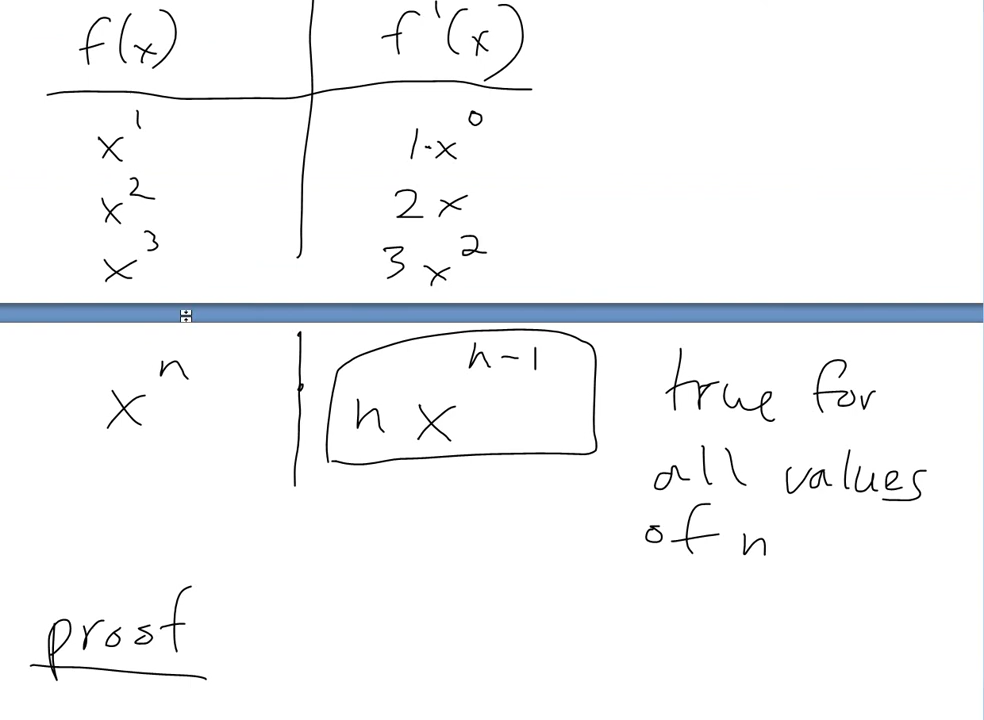 f(x) f'(x)
x¹ 1·x⁰
x² 2x
x³ 3x²
xⁿ nxⁿ⁻¹ true for
all values
of n
proof